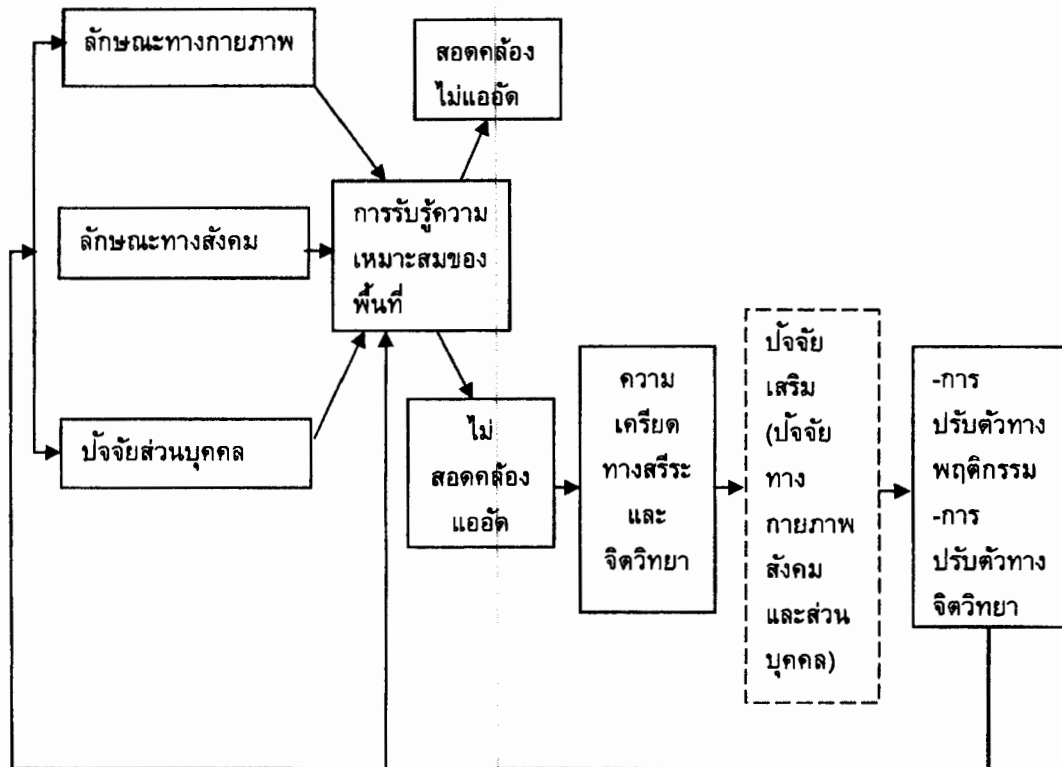 ลักษณะทางกายภาพ
สอดคล้อง
ไม่แออัด
ลักษณะทางสังคม
การรับรู้ความ
เหมาะสมของ
พื้นที่
ปัจจัยส่วนบุคคล
ไม่
สอดคล้อง
แออัด
ความ
เครียด
ทางสรีระ
และ
จิตวิทยา
ปัจจัย
เสริม
(ปัจจัย
ทาง
กายภาพ
สังคม
และส่วน
บุคคล)
-การ
ปรับตัวทาง
พฤติกรรม
-การ
ปรับตัวทาง
จิตวิทยา